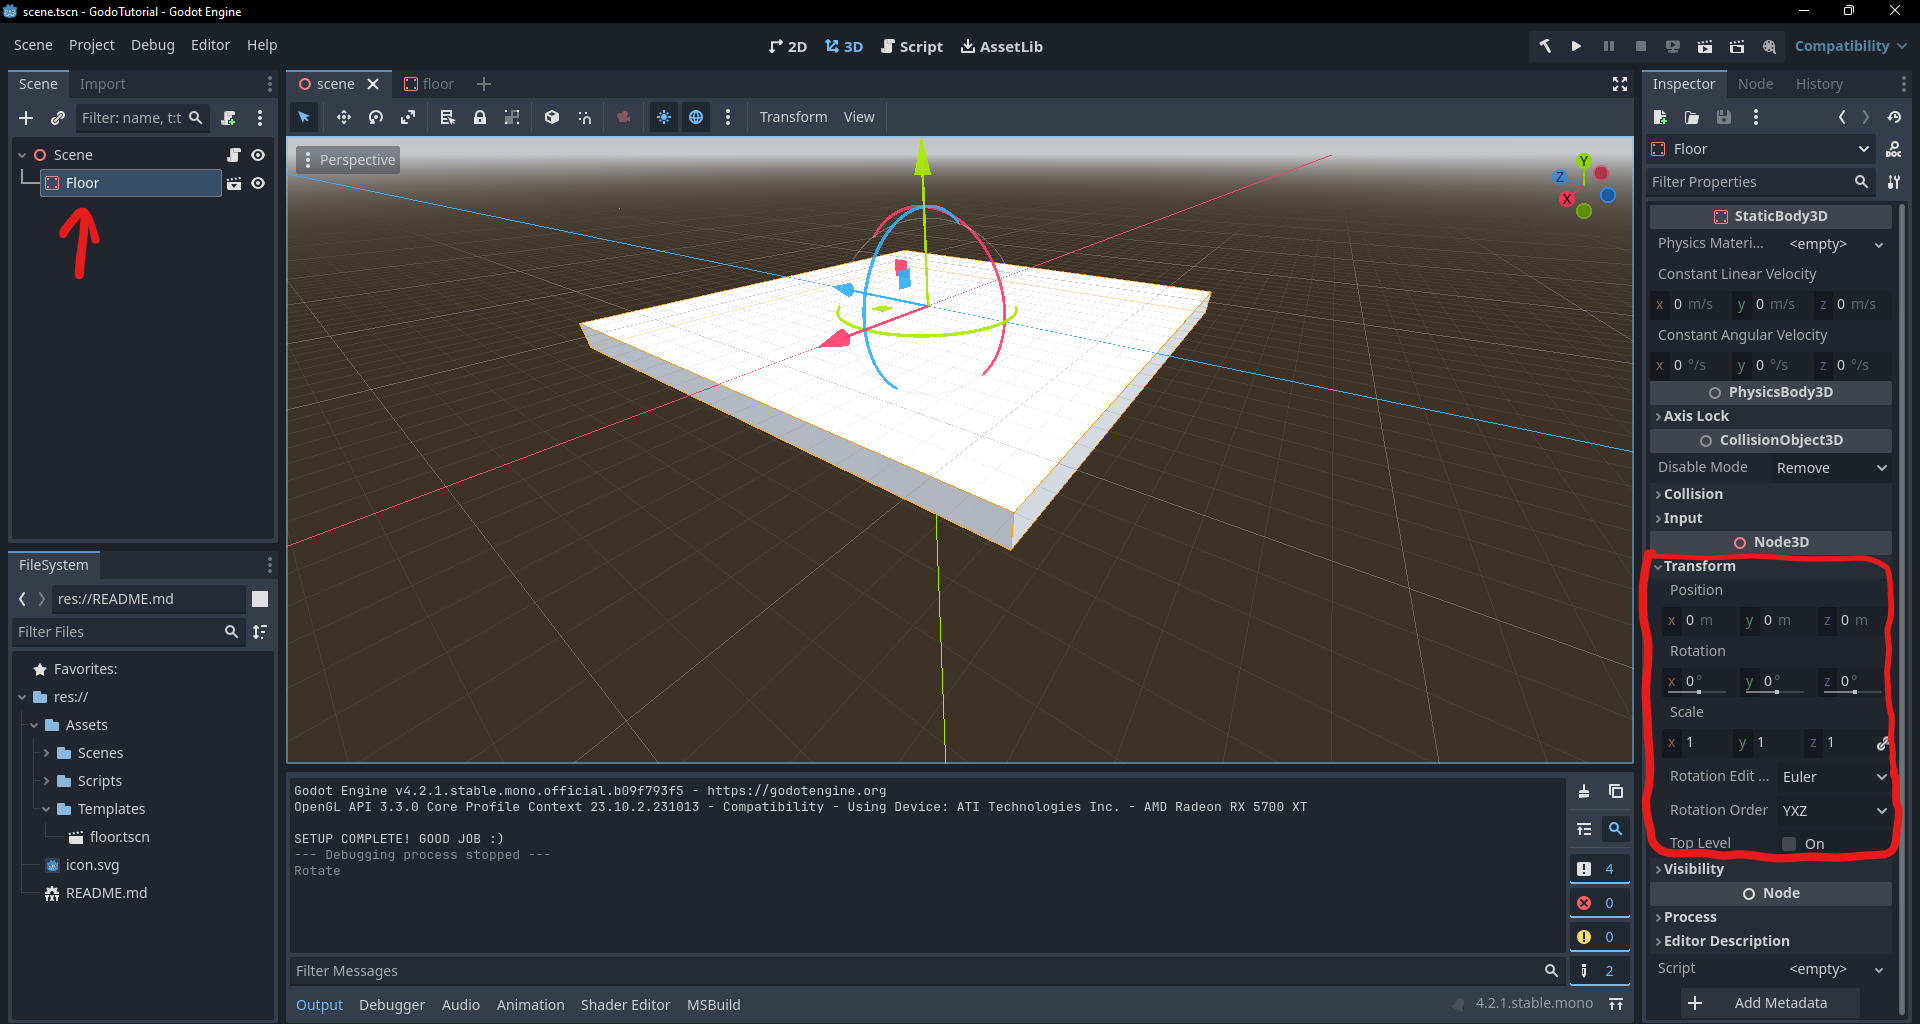 scene.tscn - GodoTutorial - Godot Engine
Scene Project Debug Editor Help
2D 3D Script AssetLib
Compatibility
Scene Import
Filter: name, t:t
Scene
Floor
FileSystem
res://README.md
Filter Files
Favorites:
res://
Assets
Scenes
Scripts
Templates
floor.tscn
icon.svg
README.md
scene floor
Transform View
Perspective
Y
Z
X
Godot Engine v4.2.1.stable.mono.official.b09f793f5 - https://godotengine.org
OpenGL API 3.3.0 Core Profile Context 23.10.2.231013 - Compatibility - Using Device: ATI Technologies Inc. - AMD Radeon RX 5700 XT
SETUP COMPLETE! GOOD JOB :)
--- Debugging process stopped ---
Rotate
4
0
0
2
Filter Messages
Output Debugger Audio Animation Shader Editor MSBuild
4.2.1.stable.mono
Inspector Node History
Floor
DOC
Filter Properties
StaticBody3D
Physics Materi... <empty>
Constant Linear Velocity
x 0 m/s y 0 m/s z 0 m/s
Constant Angular Velocity
x 0 °/s y 0 °/s z 0 °/s
PhysicsBody3D
Axis Lock
CollisionObject3D
Disable Mode Remove
Collision
Input
Node3D
Transform
Position
x 0 m y 0 m z 0 m
Rotation
x 0° y 0° z 0°
Scale
x 1 y 1 z 1
Rotation Edit ... Euler
Rotation Order YXZ
Top Level On
Visibility
Node
Process
Editor Description
Script <empty>
Add Metadata